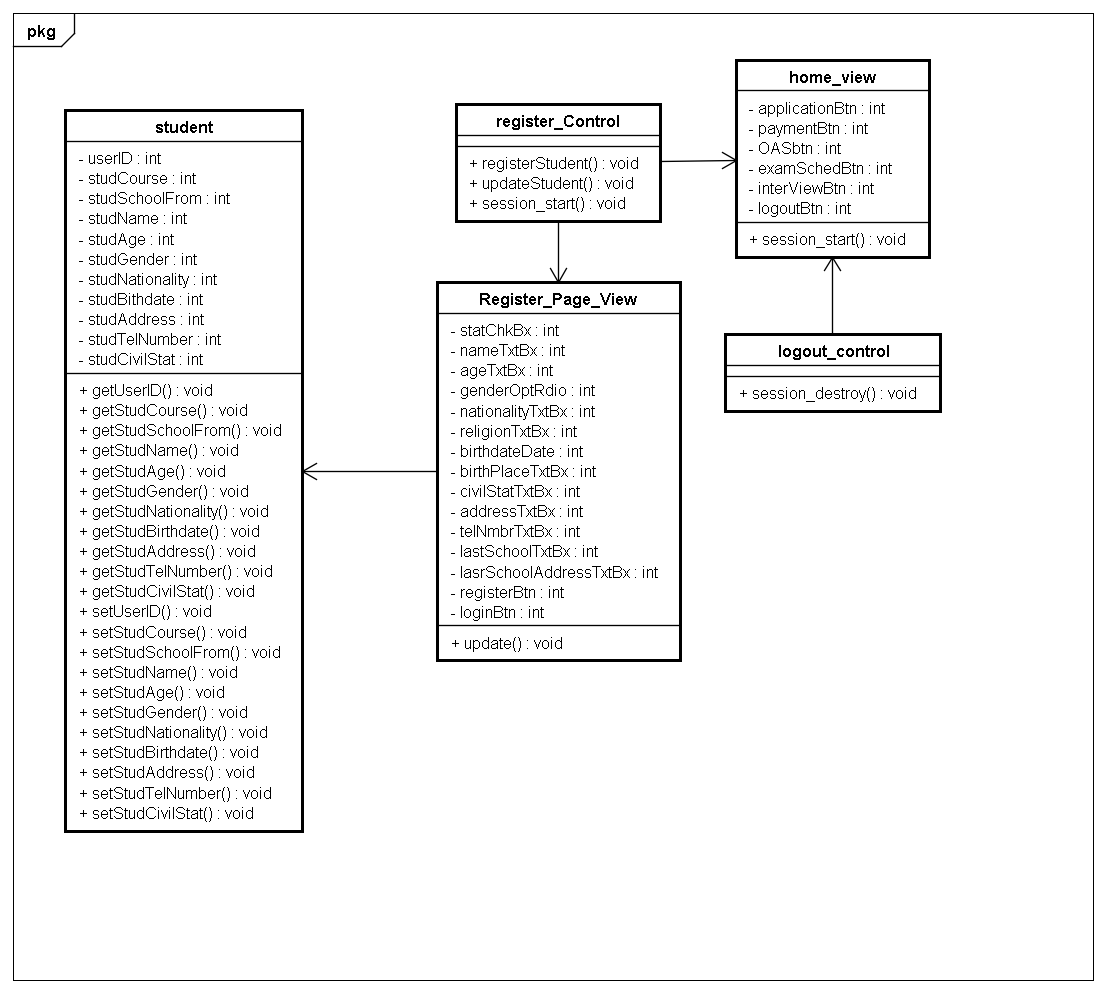 pkg
student
- userID : int
- studCourse : int
- studSchoolFrom : int
- studName : int
- studAge : int
- studGender : int
- studNationality : int
- studBithdate : int
- studAddress : int
- studTelNumber : int
- studCivilStat : int
+ getUserID() : void
+ getStudCourse() : void
+ getStudSchoolFrom() : void
+ getStudName() : void
+ getStudAge() : void
+ getStudGender() : void
+ getStudNationality() : void
+ getStudBirthdate() : void
+ getStudAddress() : void
+ getStudTelNumber() : void
+ getStudCivilStat() : void
+ setUserID() : void
+ setStudCourse() : void
+ setStudSchoolFrom() : void
+ setStudName() : void
+ setStudAge() : void
+ setStudGender() : void
+ setStudNationality() : void
+ setStudBirthdate() : void
+ setStudAddress() : void
+ setStudTelNumber() : void
+ setStudCivilStat() : void
register_Control
+ registerStudent() : void
+ updateStudent() : void
+ session_start() : void
Register_Page_View
- statChkBx : int
- nameTxtBx : int
- ageTxtBx : int
- genderOptRdio : int
- nationalityTxtBx : int
- religionTxtBx : int
- birthdateDate : int
- birthPlaceTxtBx : int
- civilStatTxtBx : int
- addressTxtBx : int
- telNmbrTxtBx : int
- lastSchoolTxtBx : int
- lasrSchoolAddressTxtBx : int
- registerBtn : int
- loginBtn : int
+ update() : void
home_view
- applicationBtn : int
- paymentBtn : int
- OASbtn : int
- examSchedBtn : int
- interViewBtn : int
- logoutBtn : int
+ session_start() : void
logout_control
+ session_destroy() : void